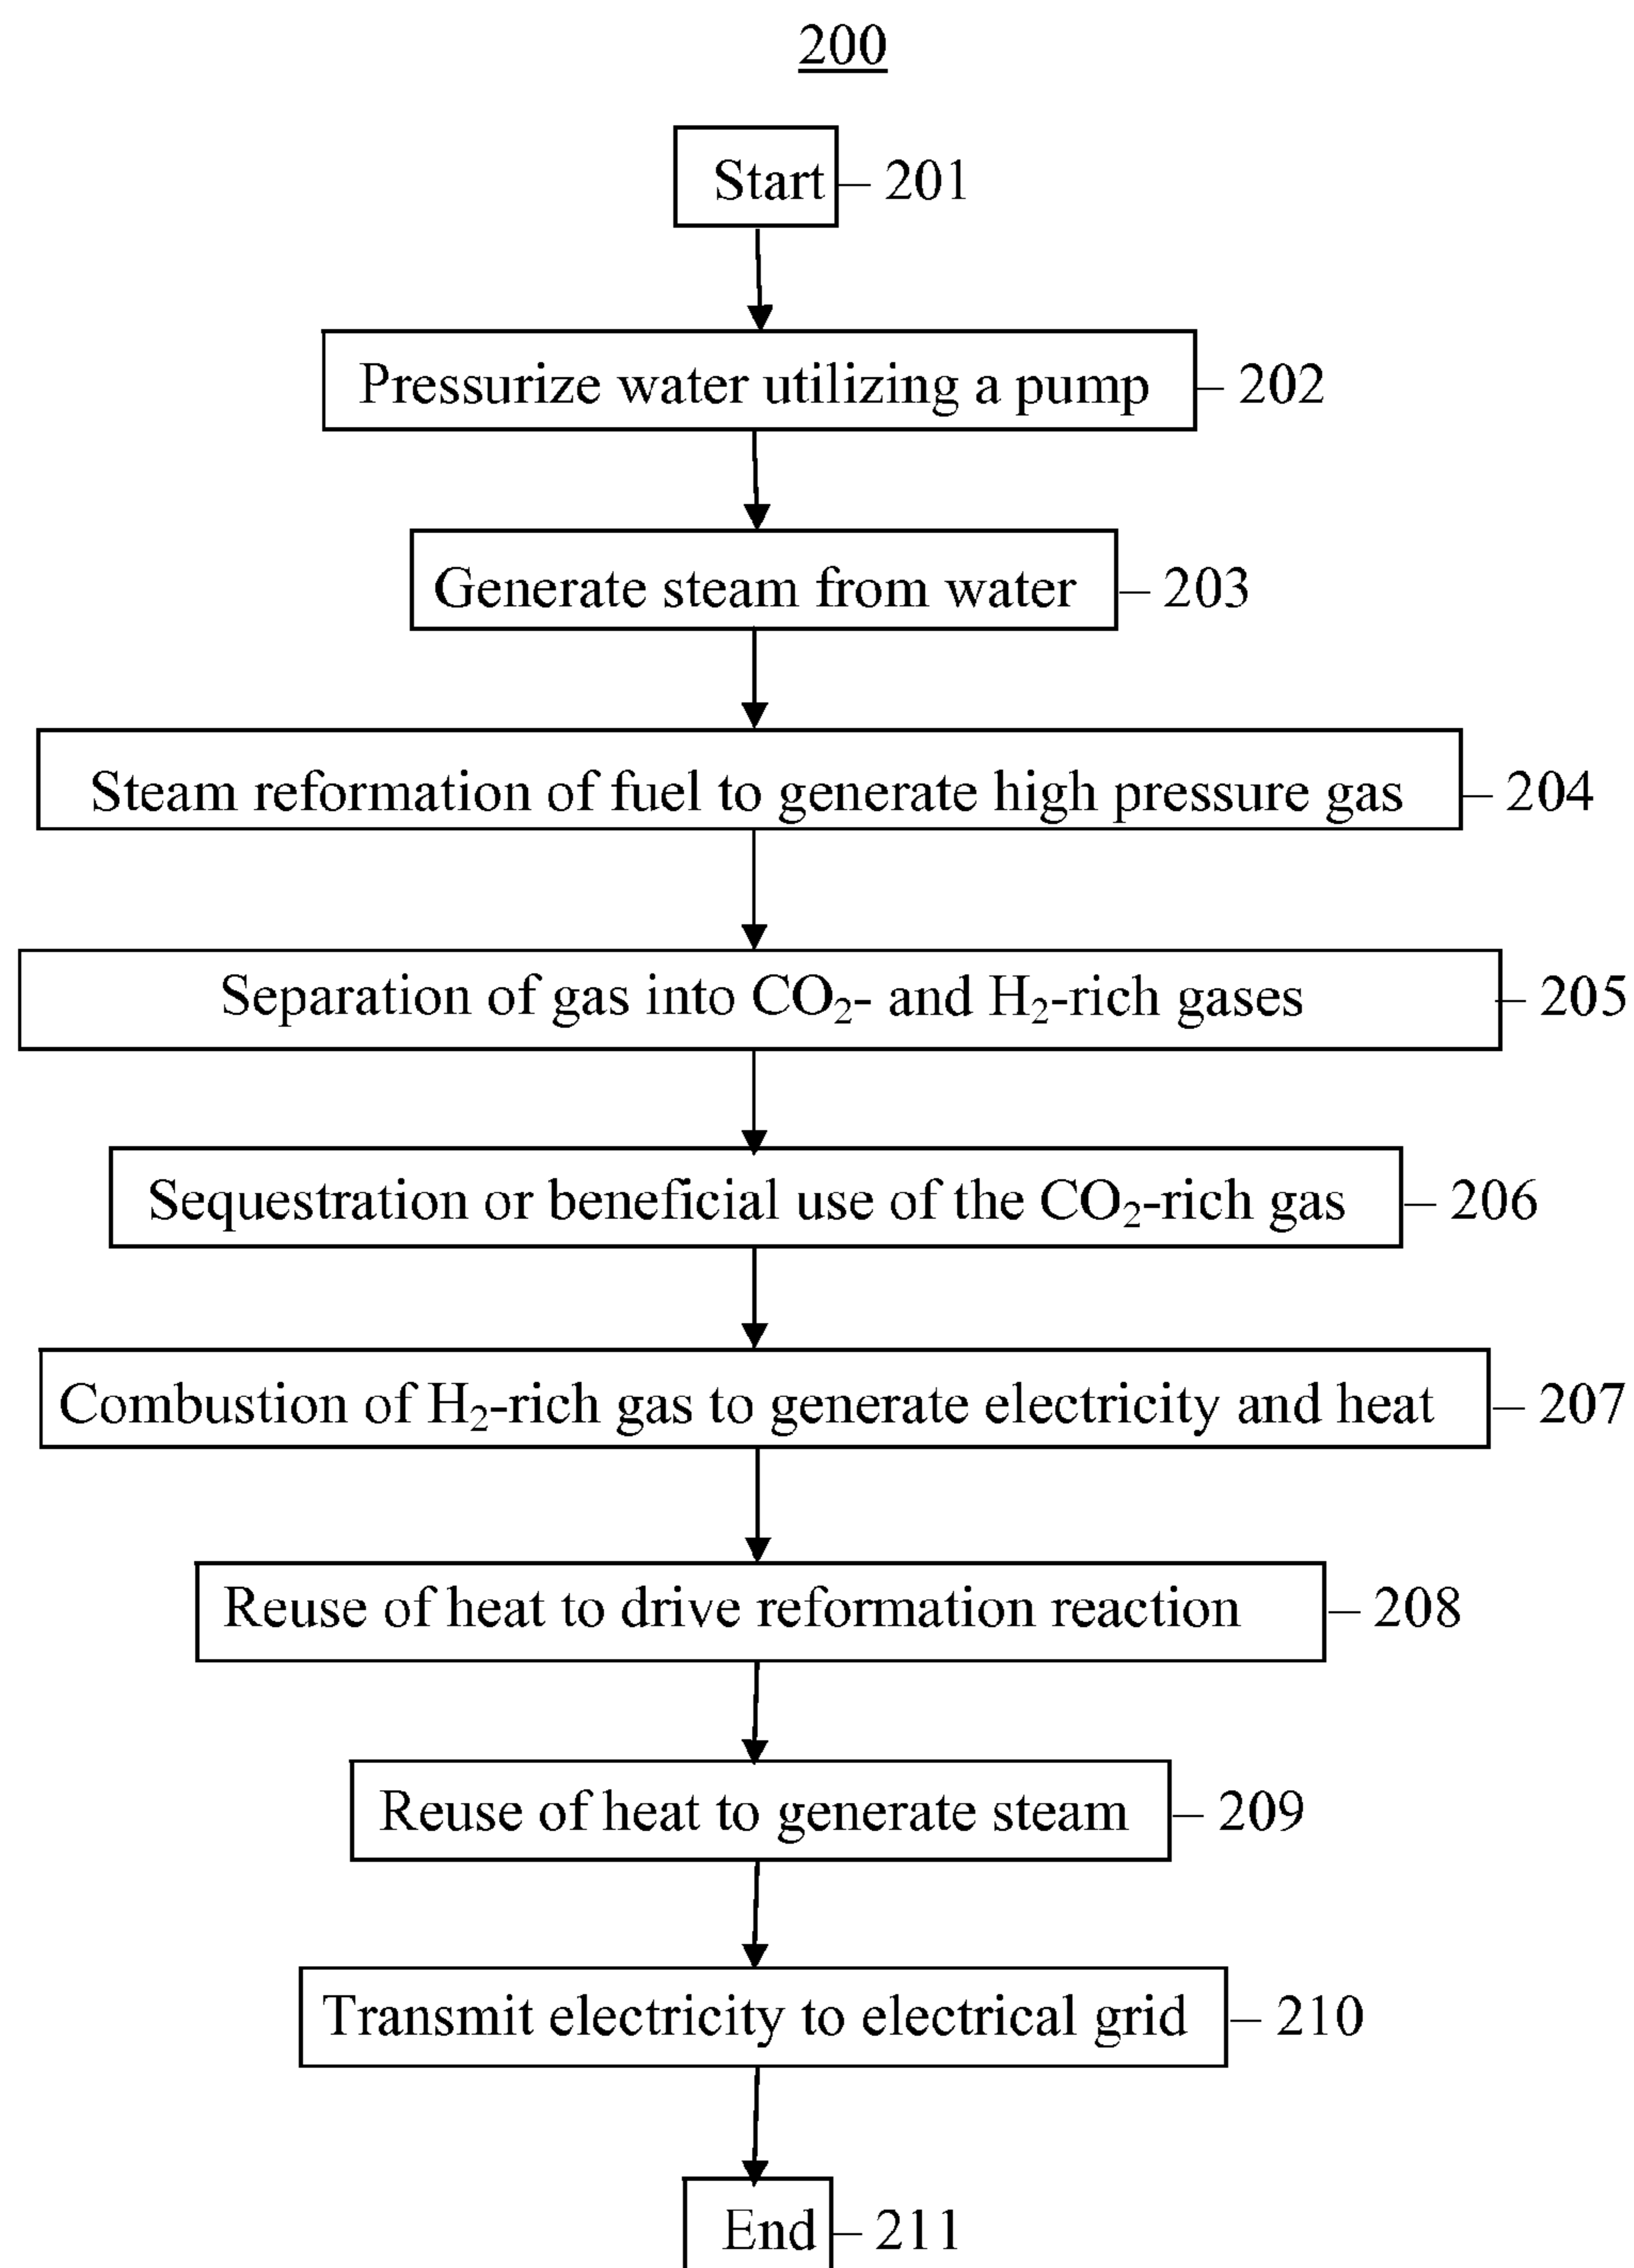 200
Start 201
Pressurize water utilizing a pump 202
Generate steam from water 203
Steam reformation of fuel to generate high pressure gas 204
Separation of gas into CO₂- and H₂-rich gases 205
Sequestration or beneficial use of the CO₂-rich gas 206
Combustion of H₂-rich gas to generate electricity and heat 207
Reuse of heat to drive reformation reaction 208
Reuse of heat to generate steam 209
Transmit electricity to electrical grid 210
End 211